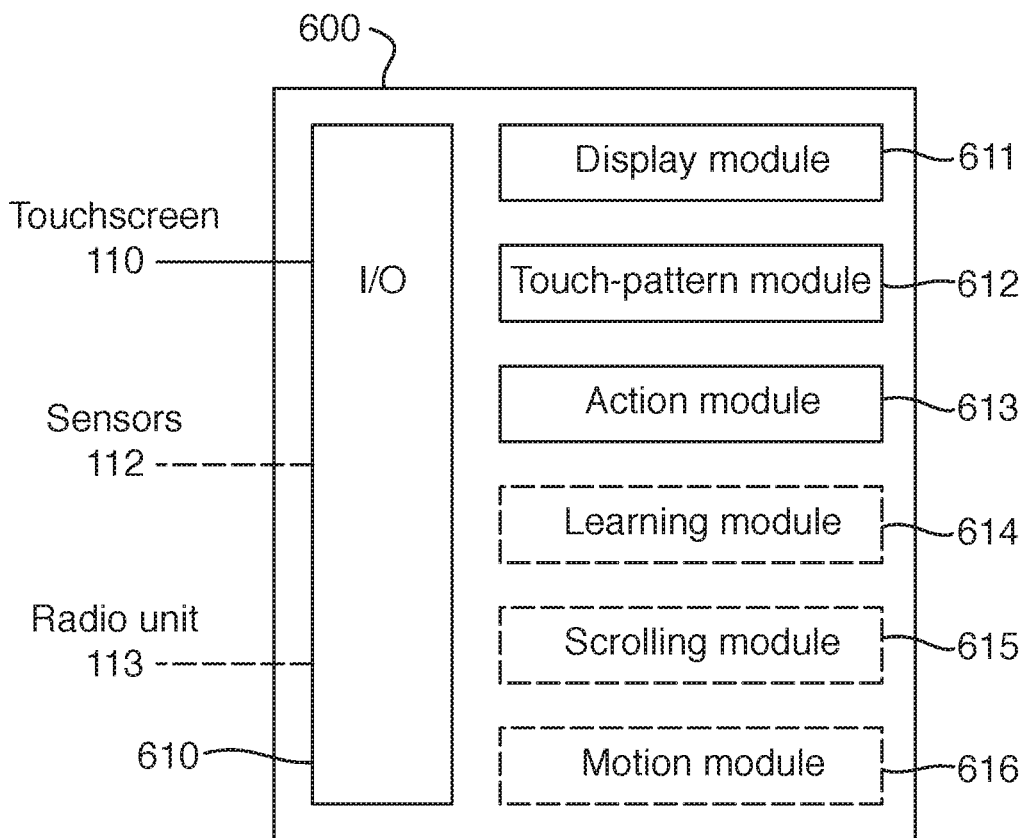 600
Display module
611
Touchscreen
110
I/O
Touch-pattern module
612
Action module
613
Sensors
112
Learning module
614
Radio unit
113
Scrolling module
615
610
Motion module
616